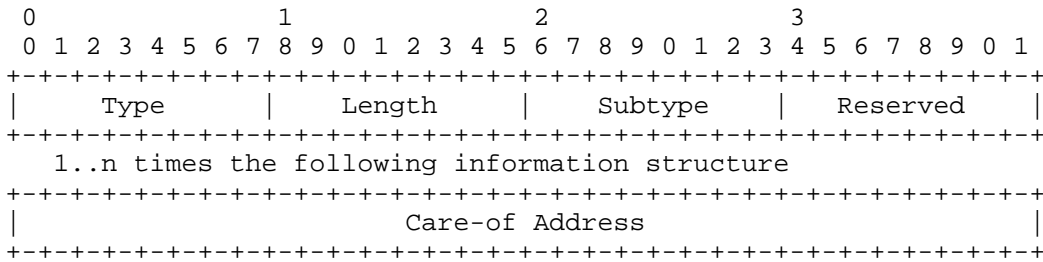 0                   1                   2                   3
 0 1 2 3 4 5 6 7 8 9 0 1 2 3 4 5 6 7 8 9 0 1 2 3 4 5 6 7 8 9 0 1
+-+-+-+-+-+-+-+-+-+-+-+-+-+-+-+-+-+-+-+-+-+-+-+-+-+-+-+-+-+-+-+-+
|     Type      |    Length     |    Subtype    |   Reserved    |
+-+-+-+-+-+-+-+-+-+-+-+-+-+-+-+-+-+-+-+-+-+-+-+-+-+-+-+-+-+-+-+-+
   1..n times the following information structure
+-+-+-+-+-+-+-+-+-+-+-+-+-+-+-+-+-+-+-+-+-+-+-+-+-+-+-+-+-+-+-+-+
|                        Care-of Address                        |
+-+-+-+-+-+-+-+-+-+-+-+-+-+-+-+-+-+-+-+-+-+-+-+-+-+-+-+-+-+-+-+-+